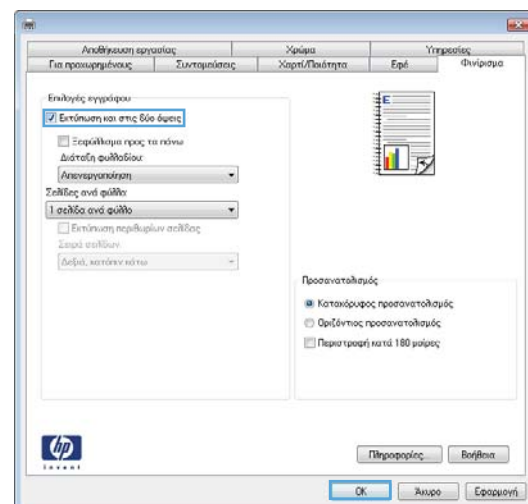 Αποθήκευση εργασίας
Χρώμα
Υπηρεσίες
Για προχωρημένους
Συντομεύσεις
Χαρτί/Ποιότητα
Εφέ
Φινίρισμα
Επιλογές εγγράφου
Εκτύπωση και στις δύο όψεις
Ξεφύλλισμα προς τα πάνω
Διάταξη φυλλαδίου:
Απενεργοποίηση
Σελίδες ανά φύλλο:
1 σελίδα ανά φύλλο
Εκτύπωση περιθωρίων σελίδας
Σειρά σελίδων:
Δεξιά, κατόπιν κάτω
E
Προσανατολισμός
Κατακόρυφος προσανατολισμός
Οριζόντιος προσανατολισμός
Περιστροφή κατά 180 μοίρες
hp
invent
Πληροφορίες...
Βοήθεια
OK
Άκυρο
Εφαρμογή